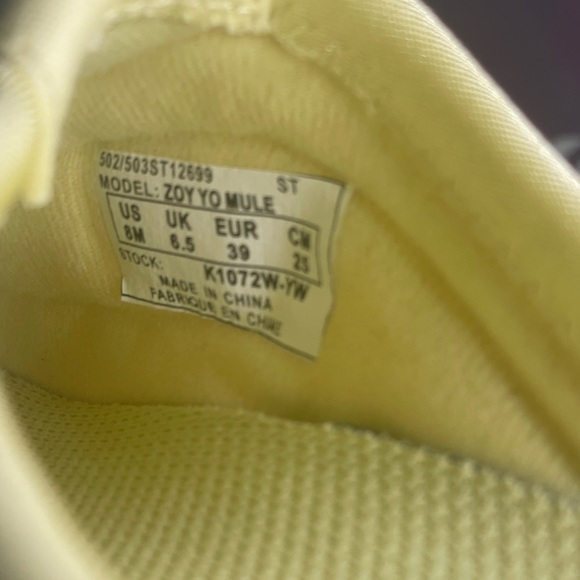 502/503ST12699 ST
MODEL: ZOY YO MULE
US UK EUR CM
8M 6.5 39 25
STOCK: K1072W-YW
MADE IN CHINA
FABRIQUE EN CHINE